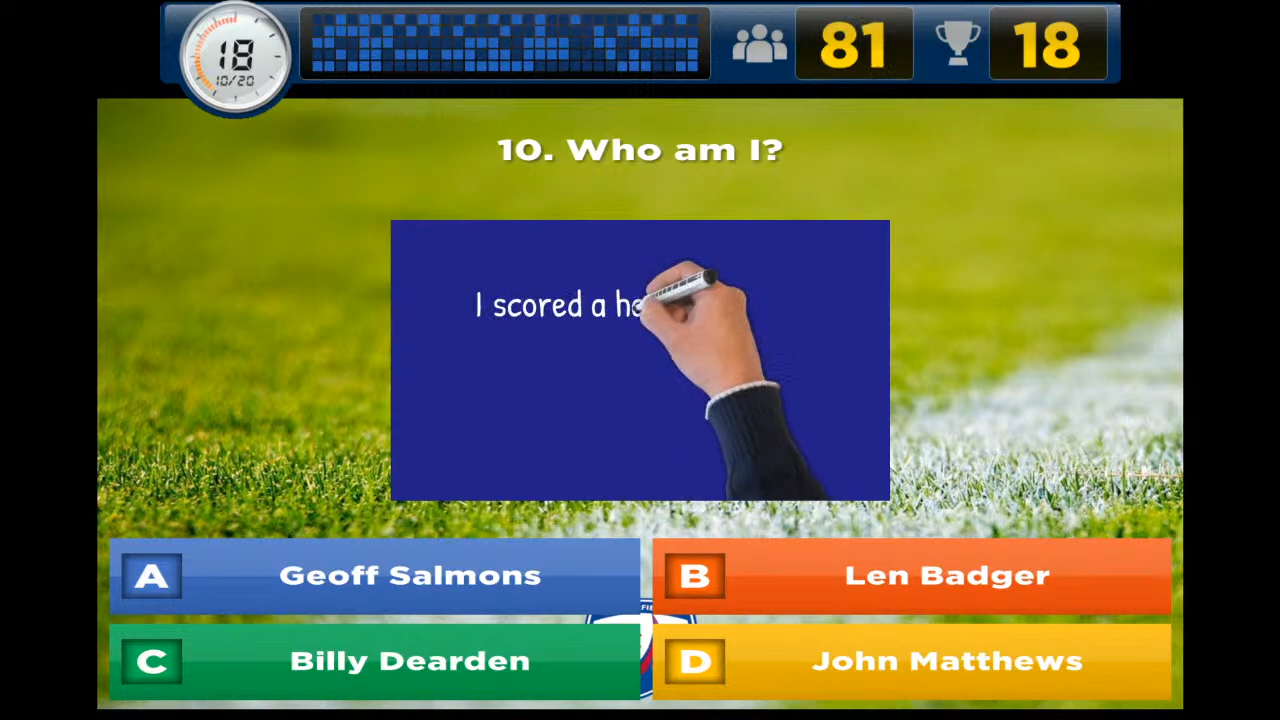 18
10/20
81
18
10. Who am I?
I scored a
A
Geoff Salmons
B
Len Badger
C
Billy Dearden
D
John Matthews